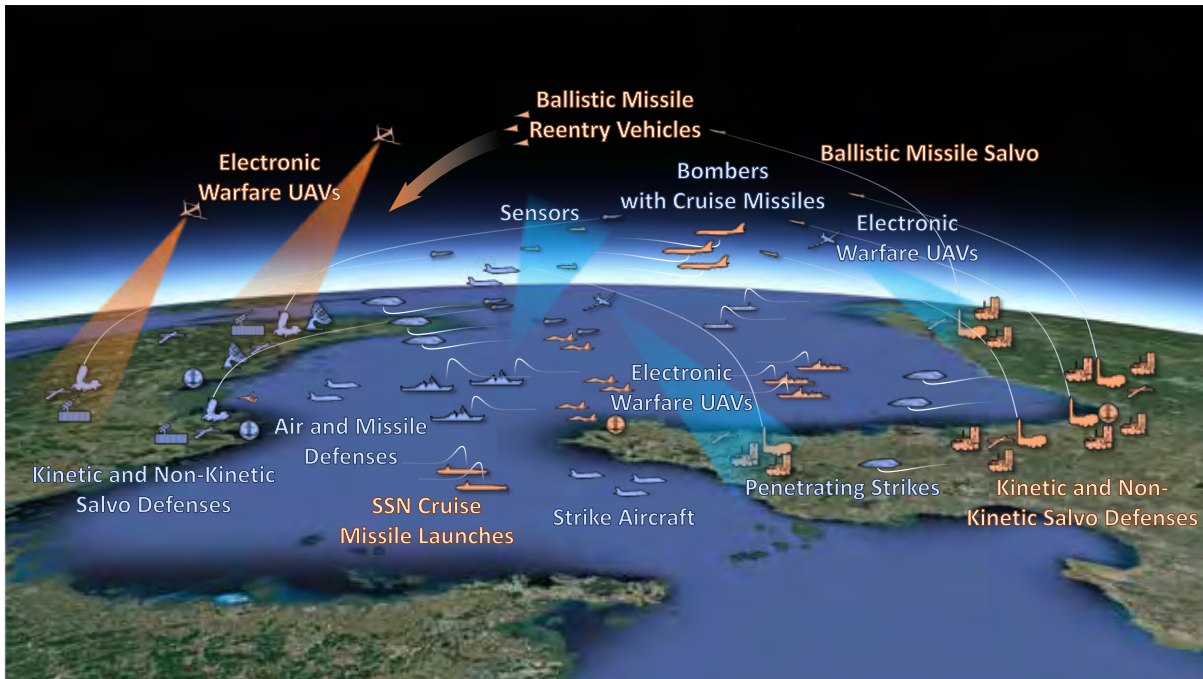 Ballistic Missile
Reentry Vehicles
Electronic
Warfare UAVs
Ballistic Missile Salvo
Bombers
with Cruise Missiles
Sensors
Electronic
Warfare UAVs
Electronic
Warfare UAVs
Air and Missile
Defenses
Kinetic and Non-Kinetic
Salvo Defenses
SSN Cruise
Missile Launches
Strike Aircraft
Penetrating Strikes
Kinetic and Non-
Kinetic Salvo Defenses